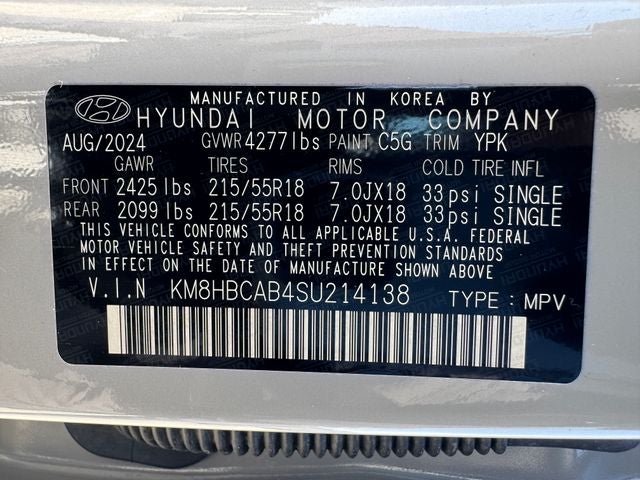 MANUFACTURED IN KOREA BY
HYUNDAI MOTOR COMPANY
AUG/2024 GVWR 4277lbs PAINT C5G TRIM YPK
GAWR TIRES RIMS COLD TIRE INFL
FRONT 2425lbs 215/55R18 7.0JX18 33psi SINGLE
REAR 2099lbs 215/55R18 7.0JX18 33psi SINGLE
THIS VEHICLE CONFORMS TO ALL APPLICABLE U.S.A. FEDERAL
MOTOR VEHICLE SAFETY AND THEFT PREVENTION STANDARDS
IN EFFECT ON THE DATE OF MANUFACTURE SHOWN ABOVE.
V.I.N KM8HBCAB4SU214138 TYPE : MPV